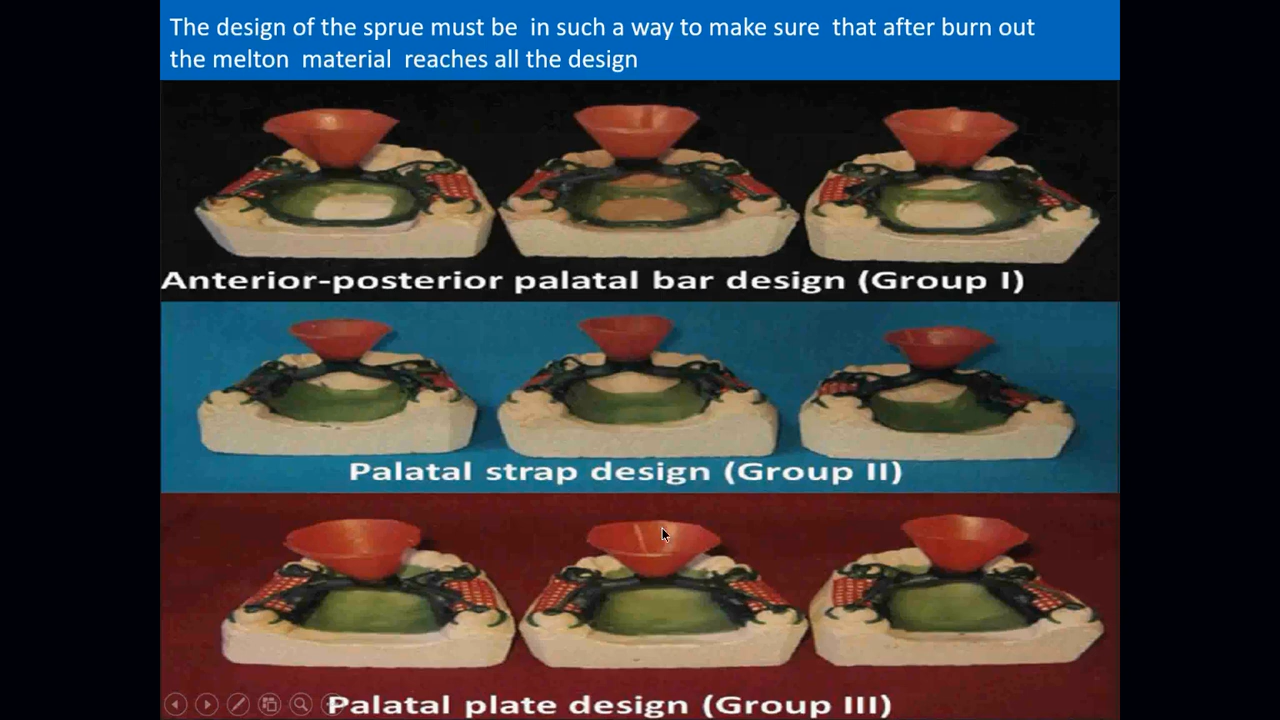 The design of the sprue must be in such a way to make sure that after burn out
the melton material reaches all the design
Anterior-posterior palatal bar design (Group I)
Palatal strap design (Group II)
Palatal plate design (Group III)